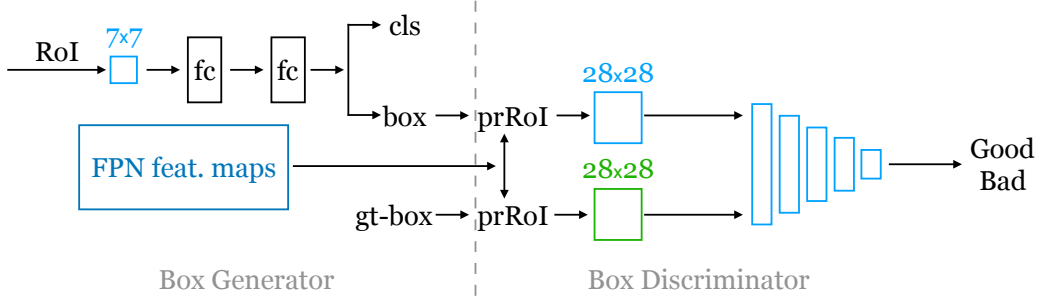 RoI
7x7
fc
fc
cls
box
prRoI
28x28
FPN feat. maps
28x28
gt-box
prRoI
Good
Bad
Box Generator
Box Discriminator